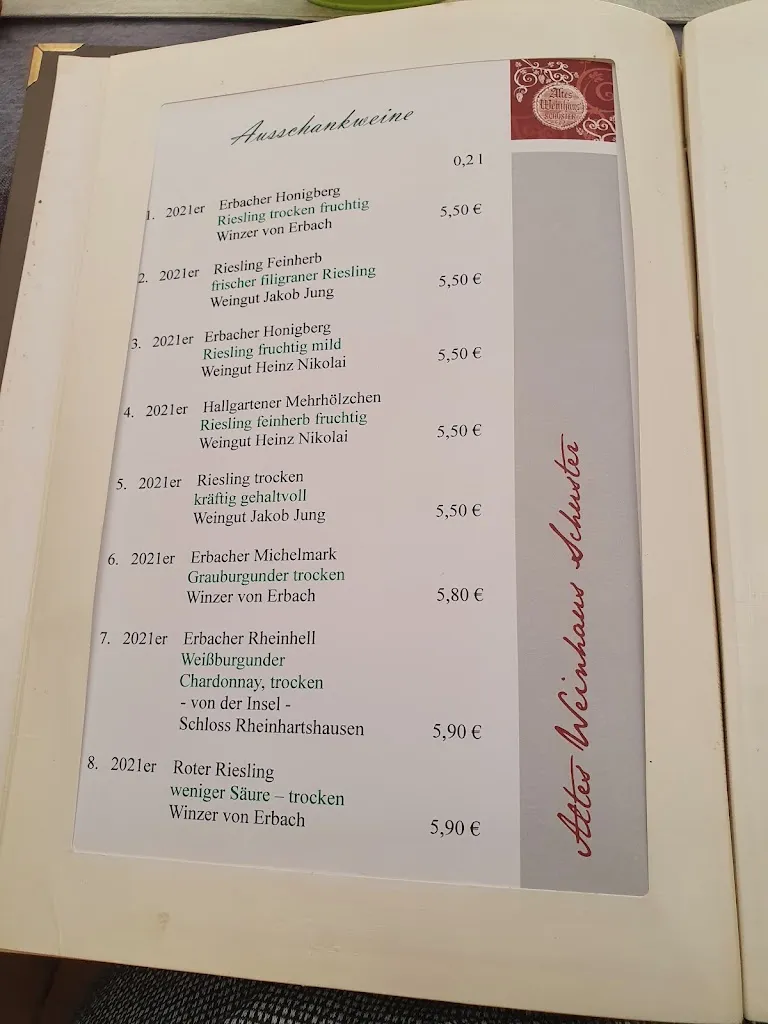 Altes
Weinhaus
Schuster
Ausschankweine
0,2 l
1. 2021er Erbacher Honigberg
Riesling trocken fruchtig 5,50 €
Winzer von Erbach
2. 2021er Riesling Feinherb
frischer filigraner Riesling 5,50 €
Weingut Jakob Jung
3. 2021er Erbacher Honigberg
Riesling fruchtig mild 5,50 €
Weingut Heinz Nikolai
4. 2021er Hallgartener Mehrhölzchen
Riesling feinherb fruchtig
Weingut Heinz Nikolai 5,50 €
5. 2021er Riesling trocken
kräftig gehaltvoll
Weingut Jakob Jung 5,50 €
6. 2021er Erbacher Michelmark
Grauburgunder trocken
Winzer von Erbach 5,80 €
7. 2021er Erbacher Rheinhell
Weißburgunder
Chardonnay, trocken
- von der Insel -
Schloss Rheinhartshausen 5,90 €
8. 2021er Roter Riesling
weniger Säure – trocken
Winzer von Erbach 5,90 €
Altes Weinhaus Schuster